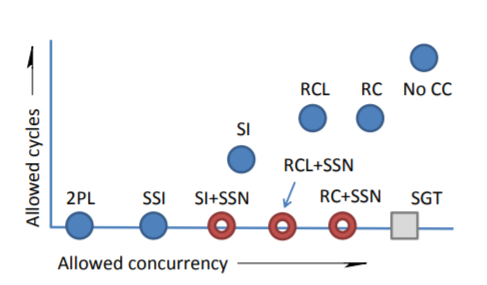 No CC
RCL
RC
SI
RCL+SSN
2PL
SSI
SI+SSN
RC+SSN
SGT
Allowed cycles
Allowed concurrency